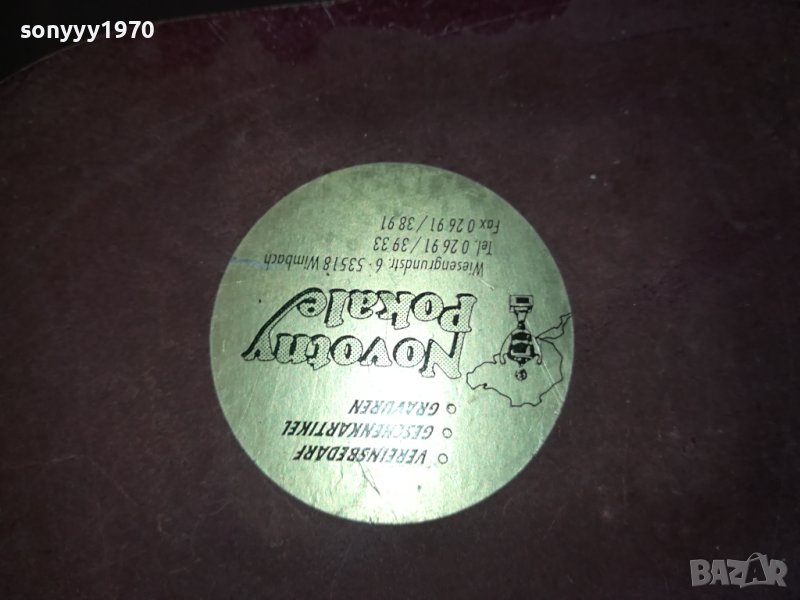 sonyyy1970
○ VEREINSBEDARF
○ GESCHENKARTIKEL
○ GRAVUREN
Novotny
Pokale
Wiesengrundstr. 6 · 53518 Wimbach
Tel. 0 26 91 / 39 33
Fax 0 26 91 / 38 91
BAZAR